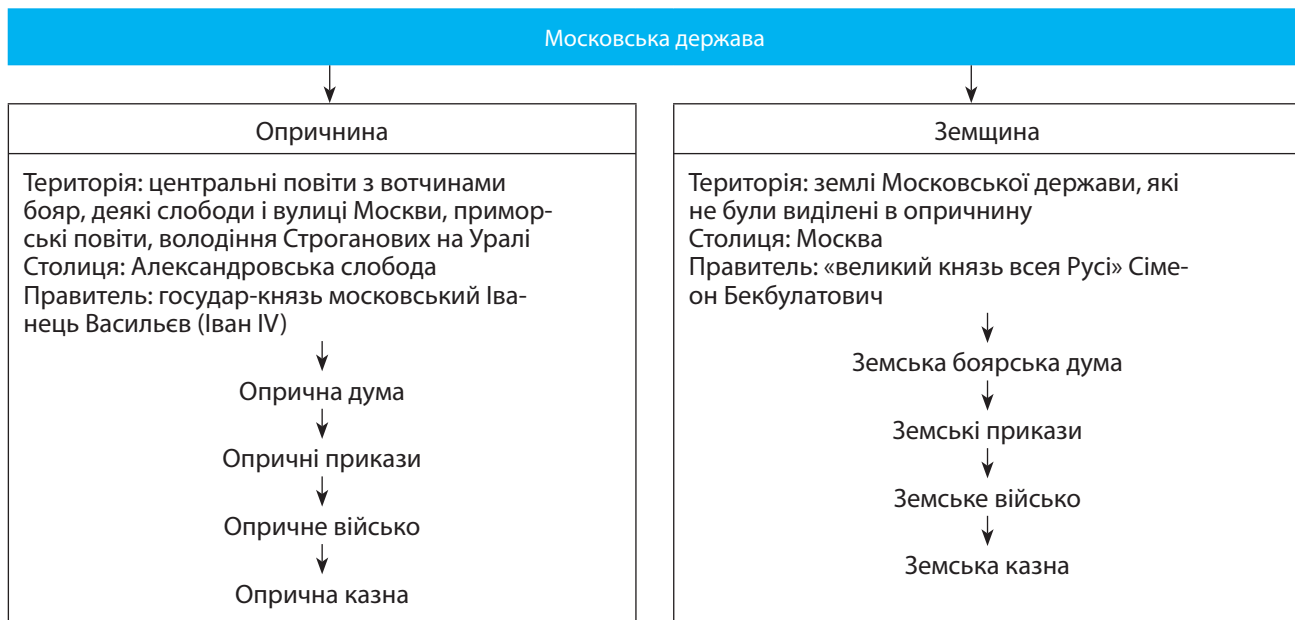 Московська держава
Опричнина
Територія: центральні повіти з вотчинами
бояр, деякі слободи і вулиці Москви, примор-
ські повіти, володіння Строганових на Уралі
Столиця: Александровська слобода
Правитель: государ-князь московський Іва-
нець Васильєв (Іван IV)
Опрична дума
Опричні прикази
Опричне військо
Опрична казна
Земщина
Територія: землі Московської держави, які
не були виділені в опричнину
Столиця: Москва
Правитель: «великий князь всея Русі» Сіме-
он Бекбулатович
Земська боярська дума
Земські прикази
Земське військо
Земська казна